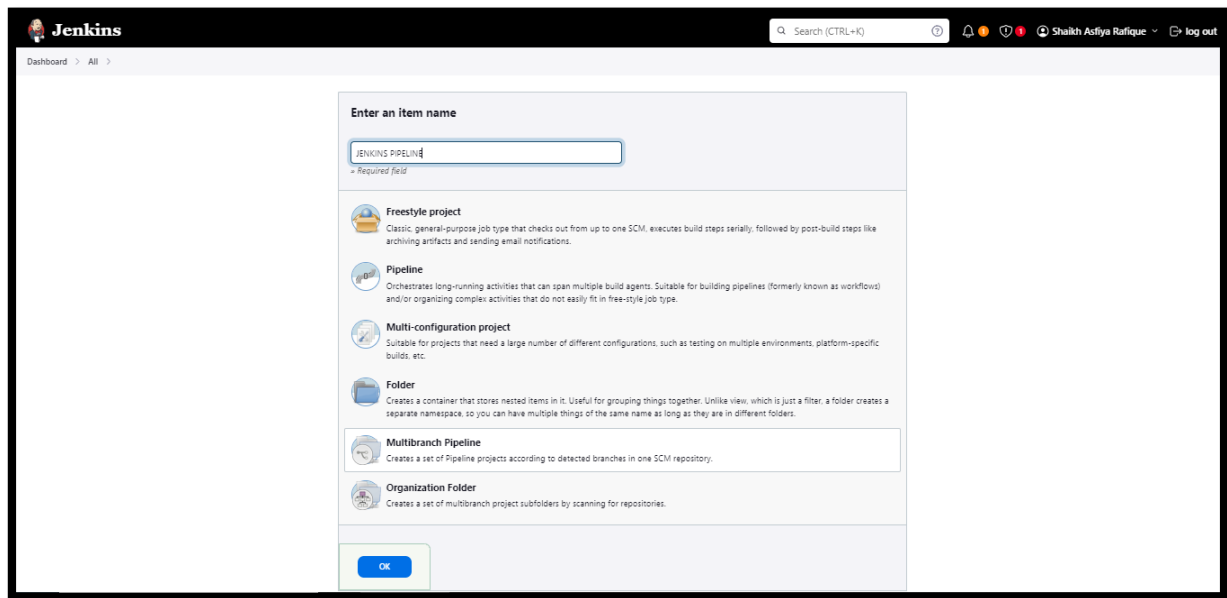 Jenkins
Search (CTRL+K)
1
1
Shaikh Asfiya Rafique
log out
Dashboard > All >
Enter an item name
JENKINS PIPELINE
» Required field
Freestyle project
Classic, general-purpose job type that checks out from up to one SCM, executes build steps serially, followed by post-build steps like
archiving artifacts and sending email notifications.
Pipeline
Orchestrates long-running activities that can span multiple build agents. Suitable for building pipelines (formerly known as workflows)
and/or organizing complex activities that do not easily fit in free-style job type.
Multi-configuration project
Suitable for projects that need a large number of different configurations, such as testing on multiple environments, platform-specific
builds, etc.
Folder
Creates a container that stores nested items in it. Useful for grouping things together. Unlike view, which is just a filter, a folder creates a
separate namespace, so you can have multiple things of the same name as long as they are in different folders.
Multibranch Pipeline
Creates a set of Pipeline projects according to detected branches in one SCM repository.
Organization Folder
Creates a set of multibranch project subfolders by scanning for repositories.
OK